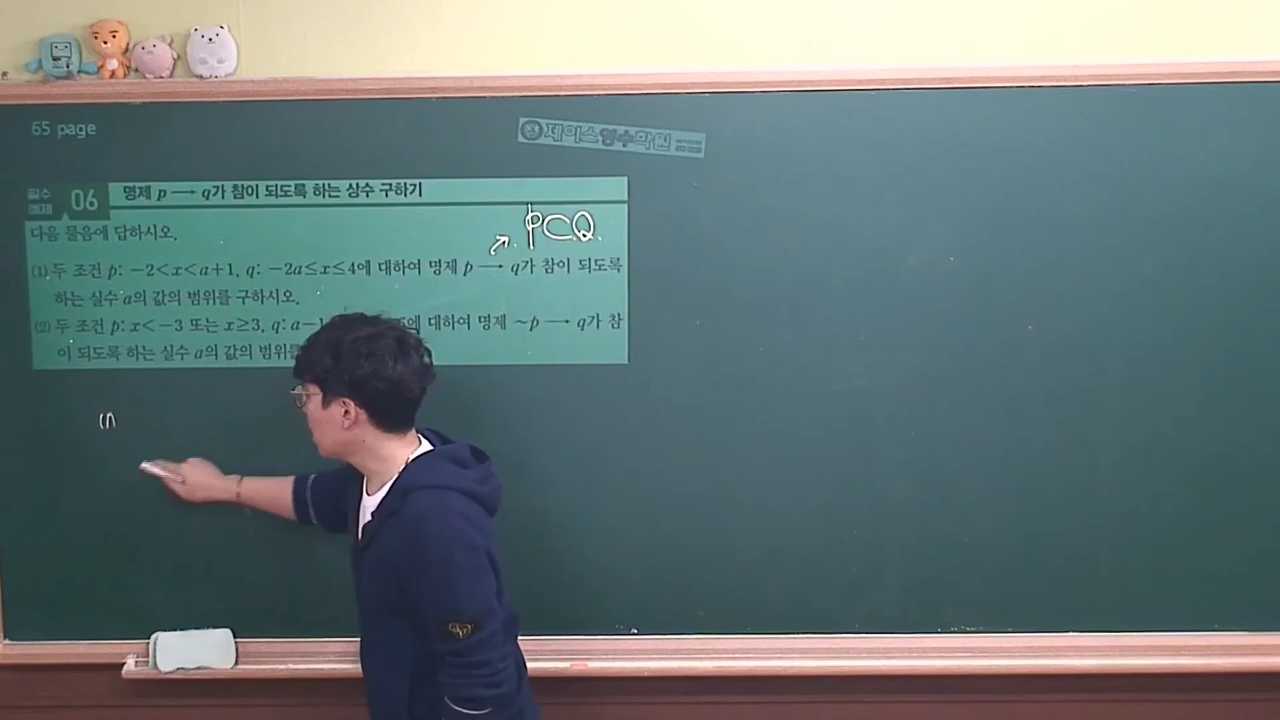 65 page
제이스영수학원
필수 예제 06 명제 p → q가 참이 되도록 하는 상수 구하기
다음 물음에 답하시오.
P⊂Q.
(1) 두 조건 p: -2<x<a+1, q: -2a≤x≤4에 대하여 명제 p → q가 참이 되도록
하는 실수 a의 값의 범위를 구하시오.
(2) 두 조건 p: x<-3 또는 x≥3, q: a-1 에 대하여 명제 ~p → q가 참
이 되도록 하는 실수 a의 값의 범위를
(1)